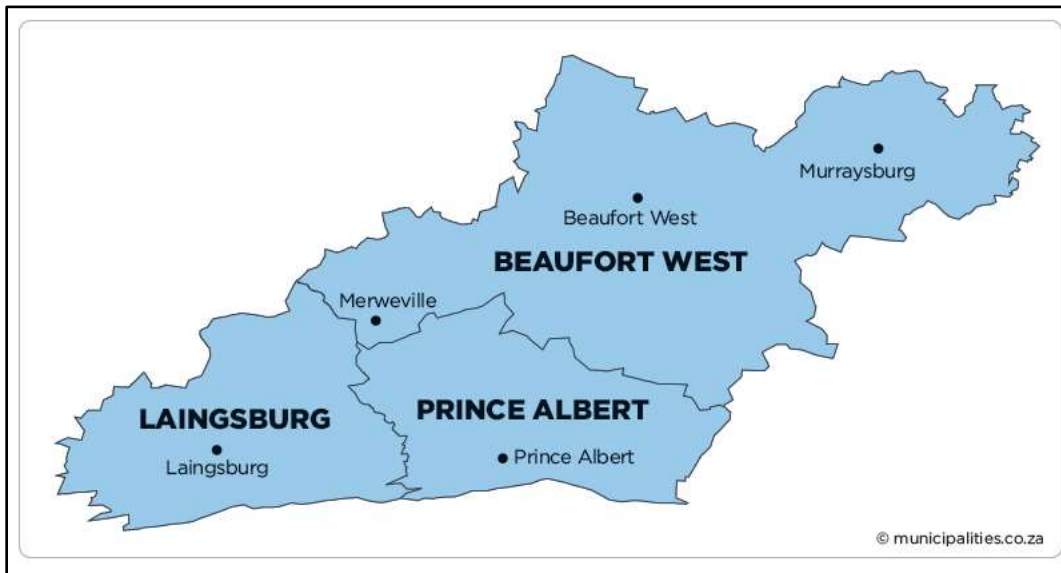 Murraysburg
Beaufort West
BEAUFORT WEST
Merweville
LAINGSBURG
Laingsburg
PRINCE ALBERT
Prince Albert
© municipalities.co.za